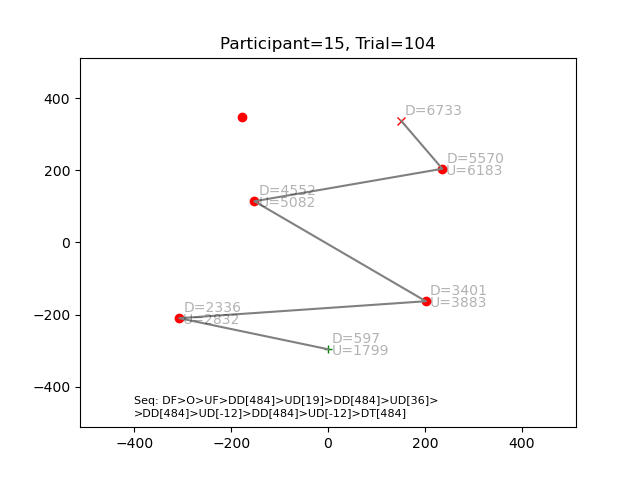 Participant=15, Trial=104
400
200
0
−200
−400
D=6733
D=5570
U=6183
D=4552
U=5082
D=3401
U=3883
D=2336
U=2832
D=597
U=1799
Seq: DF>O>UF>DD[484]>UD[19]>DD[484]>UD[36]>
>DD[484]>UD[-12]>DD[484]>UD[-12]>DT[484]
−400
−200
0
200
400